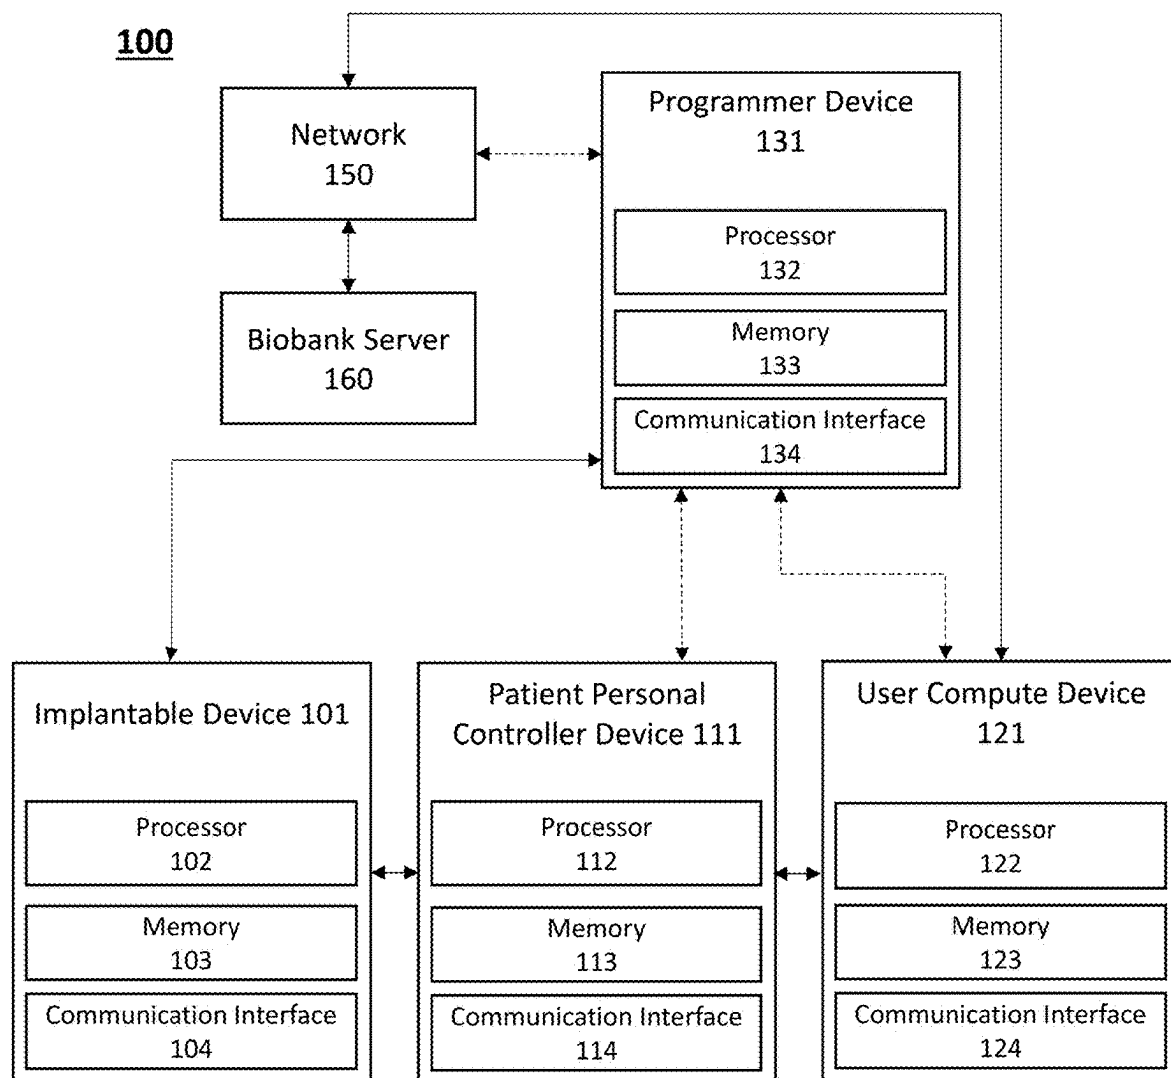 100
Network
150
Programmer Device
131
Processor
132
Memory
133
Communication Interface
134
Biobank Server
160
Implantable Device 101
Processor
102
Memory
103
Communication Interface
104
Patient Personal
Controller Device 111
Processor
112
Memory
113
Communication Interface
114
User Compute Device
121
Processor
122
Memory
123
Communication Interface
124